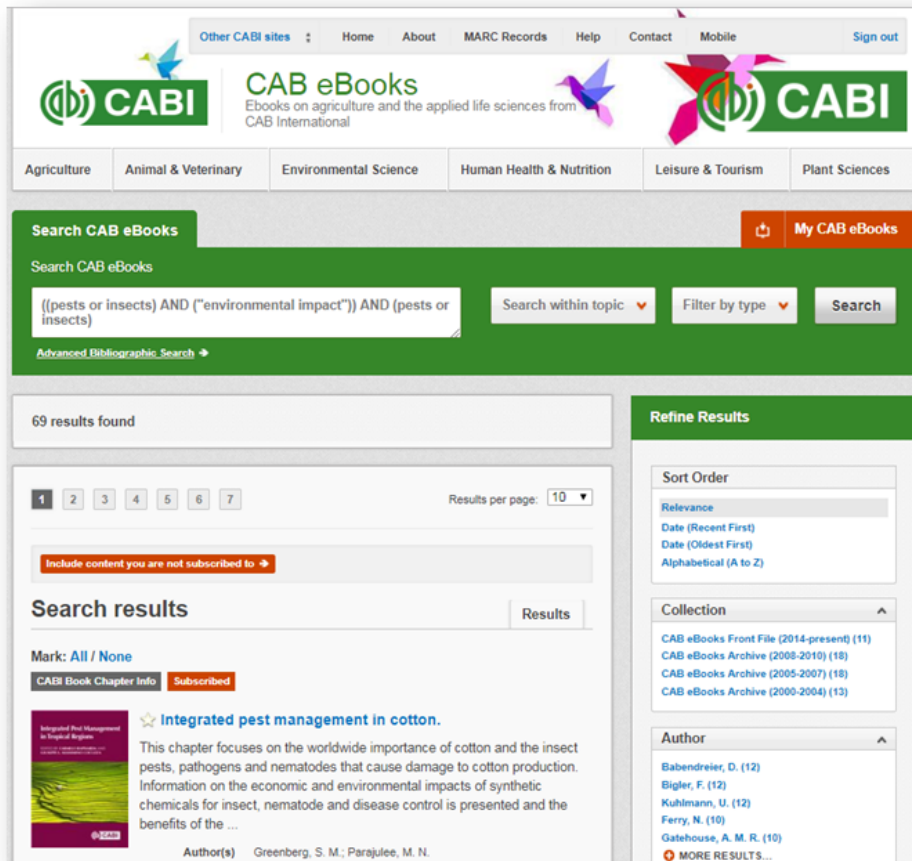 Other CABI sites Home About MARC Records Help Contact Mobile Sign out
CABI
CAB eBooks
Ebooks on agriculture and the applied life sciences from
CAB International
CABI
Agriculture Animal & Veterinary Environmental Science Human Health & Nutrition Leisure & Tourism Plant Sciences
Search CAB eBooks
My CAB eBooks
Search CAB eBooks
((pests or insects) AND ("environmental impact")) AND (pests or
insects)
Search within topic
Filter by type
Search
Advanced Bibliographic Search
69 results found
1 2 3 4 5 6 7
Results per page: 10
Include content you are not subscribed to
Search results
Results
Mark: All / None
CABI Book Chapter Info Subscribed
Integrated Pest Management
in Tropical Regions
CABI
Integrated pest management in cotton.
This chapter focuses on the worldwide importance of cotton and the insect
pests, pathogens and nematodes that cause damage to cotton production.
Information on the economic and environmental impacts of synthetic
chemicals for insect, nematode and disease control is presented and the
benefits of the ...
Author(s) Greenberg, S. M.; Parajulee, M. N.
Refine Results
Sort Order
Relevance
Date (Recent First)
Date (Oldest First)
Alphabetical (A to Z)
Collection
CAB eBooks Front File (2014-present) (11)
CAB eBooks Archive (2008-2010) (18)
CAB eBooks Archive (2005-2007) (18)
CAB eBooks Archive (2000-2004) (13)
Author
Babendreier, D. (12)
Bigler, F. (12)
Kuhlmann, U. (12)
Ferry, N. (10)
Gatehouse, A. M. R. (10)
MORE RESULTS...